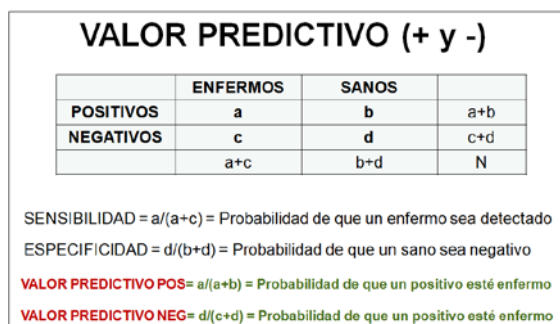 VALOR PREDICTIVO (+ y -)
ENFERMOS SANOS
POSITIVOS a b a+b
NEGATIVOS c d c+d
a+c b+d N
SENSIBILIDAD = a/(a+c) = Probabilidad de que un enfermo sea detectado
ESPECIFICIDAD = d/(b+d) = Probabilidad de que un sano sea negativo
VALOR PREDICTIVO POS= a/(a+b) = Probabilidad de que un positivo esté enfermo
VALOR PREDICTIVO NEG= d/(c+d) = Probabilidad de que un positivo esté enfermo